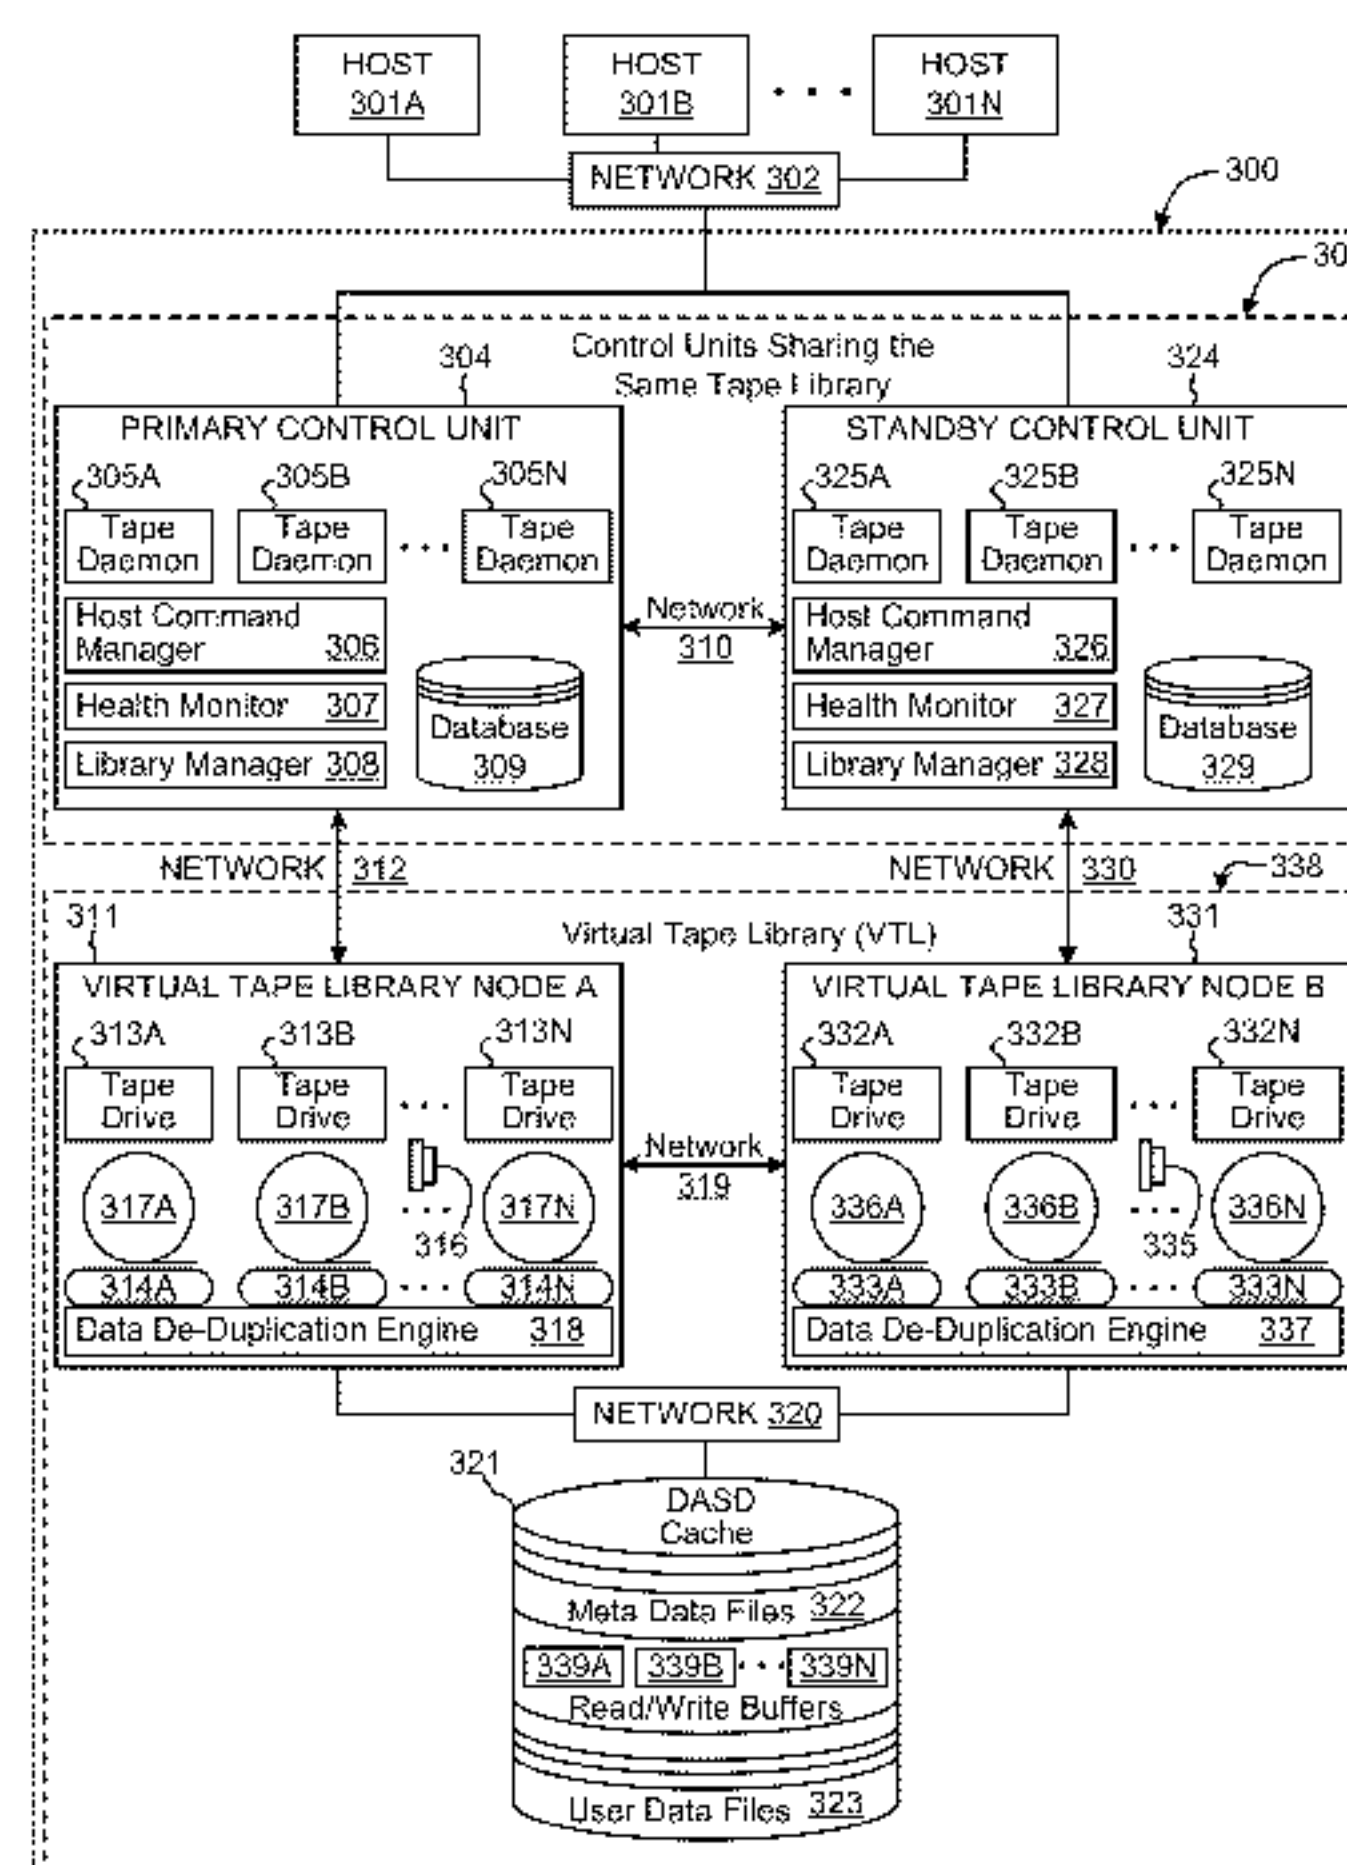 HOST HOST HOST
301A 301B ... 301N
NETWORK 302
300
Control Units Sharing the
Same Tape Library
304 324
PRIMARY CONTROL UNIT STANDBY CONTROL UNIT
305A 305B 305N 325A 325B 325N
Tape Tape Tape Tape Tape Tape
Daemon Daemon ... Daemon Daemon Daemon ... Daemon
Host Command Network Host Command
Manager 306 310 Manager 326
Health Monitor 307 Health Monitor 327
Database Database
Library Manager 308 309 Library Manager 328 329
NETWORK 312 NETWORK 330 338
311 331
Virtual Tape Library (VTL)
VIRTUAL TAPE LIBRARY NODE A VIRTUAL TAPE LIBRARY NODE B
313A 313B 313N 332A 332B 332N
Tape Tape Tape Tape Tape Tape
Drive Drive ... Drive Drive Drive ... Drive
Network
319
317A 317B ... 317N 336A 336B ... 336N
316 335
314A 314B ... 314N 333A 333B ... 333N
Data De-Duplication Engine 318 Data De-Duplication Engine 337
NETWORK 320
321
DASD
Cache
Meta Data Files 322
339A 339B ... 339N
Read/Write Buffers
User Data Files 323